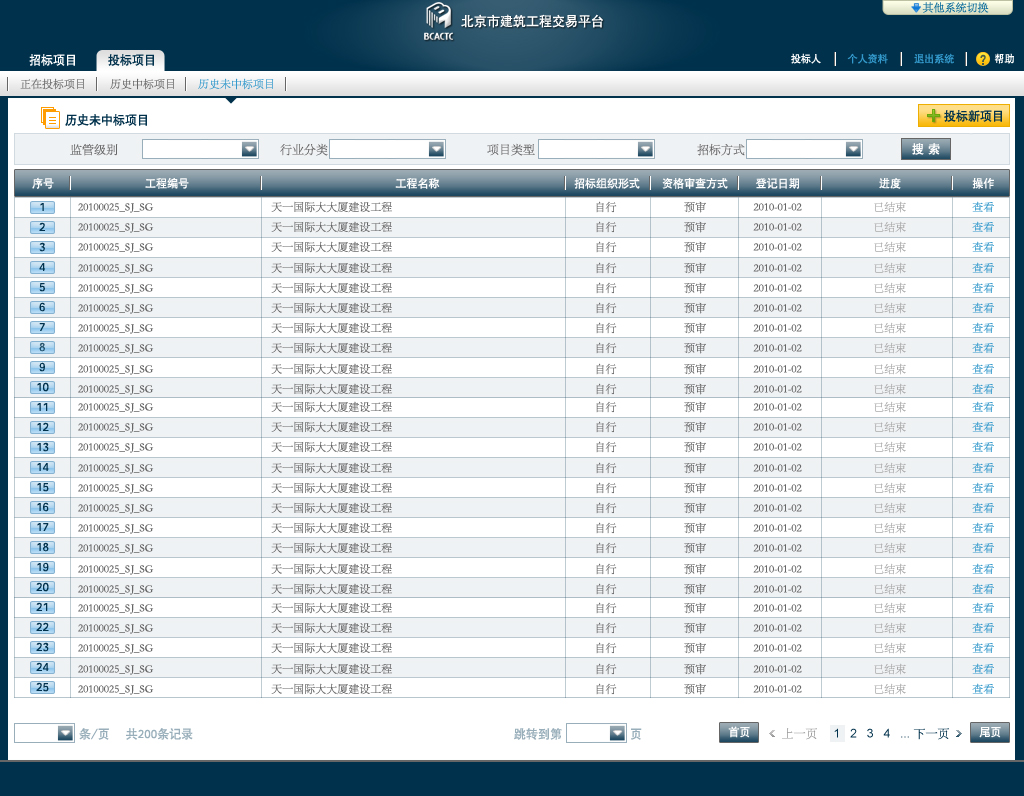 其他系统切换
BCACTC 北京市建筑工程交易平台
招标项目 投标项目 投标人 个人资料 退出系统 ? 帮助
正在投标项目 历史中标项目 历史未中标项目
历史未中标项目 投标新项目
监管级别 行业分类 项目类型 招标方式 搜 索
序号 工程编号 工程名称 招标组织形式 资格审查方式 登记日期 进度 操作
1 20100025_SJ_SG 天一国际大大厦建设工程 自行 预审 2010-01-02 已结束 查看
2 20100025_SJ_SG 天一国际大大厦建设工程 自行 预审 2010-01-02 已结束 查看
3 20100025_SJ_SG 天一国际大大厦建设工程 自行 预审 2010-01-02 已结束 查看
4 20100025_SJ_SG 天一国际大大厦建设工程 自行 预审 2010-01-02 已结束 查看
5 20100025_SJ_SG 天一国际大大厦建设工程 自行 预审 2010-01-02 已结束 查看
6 20100025_SJ_SG 天一国际大大厦建设工程 自行 预审 2010-01-02 已结束 查看
7 20100025_SJ_SG 天一国际大大厦建设工程 自行 预审 2010-01-02 已结束 查看
8 20100025_SJ_SG 天一国际大大厦建设工程 自行 预审 2010-01-02 已结束 查看
9 20100025_SJ_SG 天一国际大大厦建设工程 自行 预审 2010-01-02 已结束 查看
10 20100025_SJ_SG 天一国际大大厦建设工程 自行 预审 2010-01-02 已结束 查看
11 20100025_SJ_SG 天一国际大大厦建设工程 自行 预审 2010-01-02 已结束 查看
12 20100025_SJ_SG 天一国际大大厦建设工程 自行 预审 2010-01-02 已结束 查看
13 20100025_SJ_SG 天一国际大大厦建设工程 自行 预审 2010-01-02 已结束 查看
14 20100025_SJ_SG 天一国际大大厦建设工程 自行 预审 2010-01-02 已结束 查看
15 20100025_SJ_SG 天一国际大大厦建设工程 自行 预审 2010-01-02 已结束 查看
16 20100025_SJ_SG 天一国际大大厦建设工程 自行 预审 2010-01-02 已结束 查看
17 20100025_SJ_SG 天一国际大大厦建设工程 自行 预审 2010-01-02 已结束 查看
18 20100025_SJ_SG 天一国际大大厦建设工程 自行 预审 2010-01-02 已结束 查看
19 20100025_SJ_SG 天一国际大大厦建设工程 自行 预审 2010-01-02 已结束 查看
20 20100025_SJ_SG 天一国际大大厦建设工程 自行 预审 2010-01-02 已结束 查看
21 20100025_SJ_SG 天一国际大大厦建设工程 自行 预审 2010-01-02 已结束 查看
22 20100025_SJ_SG 天一国际大大厦建设工程 自行 预审 2010-01-02 已结束 查看
23 20100025_SJ_SG 天一国际大大厦建设工程 自行 预审 2010-01-02 已结束 查看
24 20100025_SJ_SG 天一国际大大厦建设工程 自行 预审 2010-01-02 已结束 查看
25 20100025_SJ_SG 天一国际大大厦建设工程 自行 预审 2010-01-02 已结束 查看
条/页 共200条记录 跳转到第 页 首页 < 上一页 1 2 3 4 ... 下一页 > 尾页